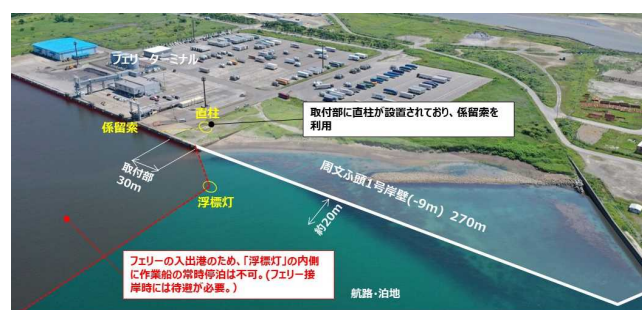 フェリーターミナル
直柱
係留索
取付部に直柱が設置されており、係留索を
利用
取付部
30m
浮標灯
周文ふ頭1号岸壁(-9m) 270m
約20m
フェリーの入出港のため、「浮標灯」の内側
に作業船の常時停泊は不可。(フェリー接
岸時には待避が必要。)
航路・泊地